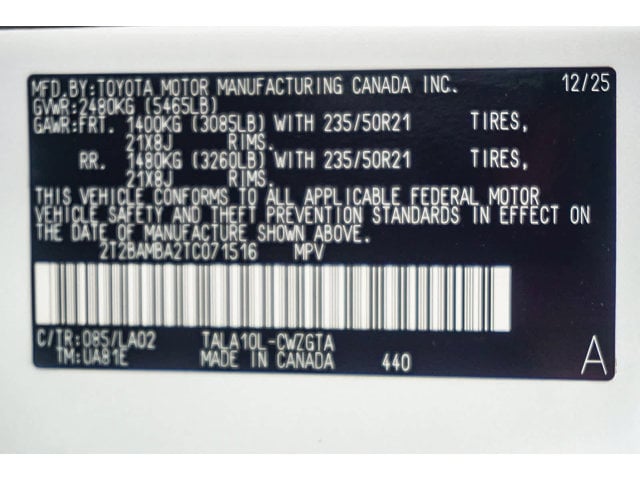 MFD.BY:TOYOTA MOTOR MANUFACTURING CANADA INC. 12/25
GVWR:2480KG (5465LB)
GAWR:FRT. 1400KG (3085LB) WITH 235/50R21 TIRES,
21X8J RIMS.
RR. 1480KG (3260LB) WITH 235/50R21 TIRES,
21X8J RIMS.
THIS VEHICLE CONFORMS TO ALL APPLICABLE FEDERAL MOTOR
VEHICLE SAFETY AND THEFT PREVENTION STANDARDS IN EFFECT ON
THE DATE OF MANUFACTURE SHOWN ABOVE.
2T2BAMBA2TC071516 MPV
C/TR:085/LA02 TALA10L-CWZGTA
TM:UA81E MADE IN CANADA 440 A